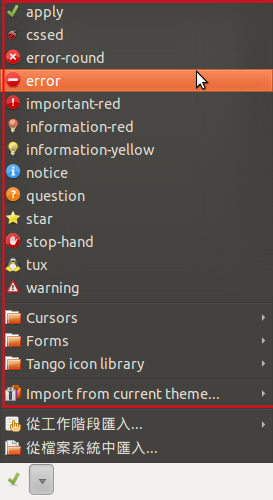 apply
cssed
error-round
error
important-red
information-red
information-yellow
notice
question
star
stop-hand
tux
warning
Cursors
Forms
Tango icon library
Import from current theme...
從工作階段匯入...
從檔案系統中匯入...